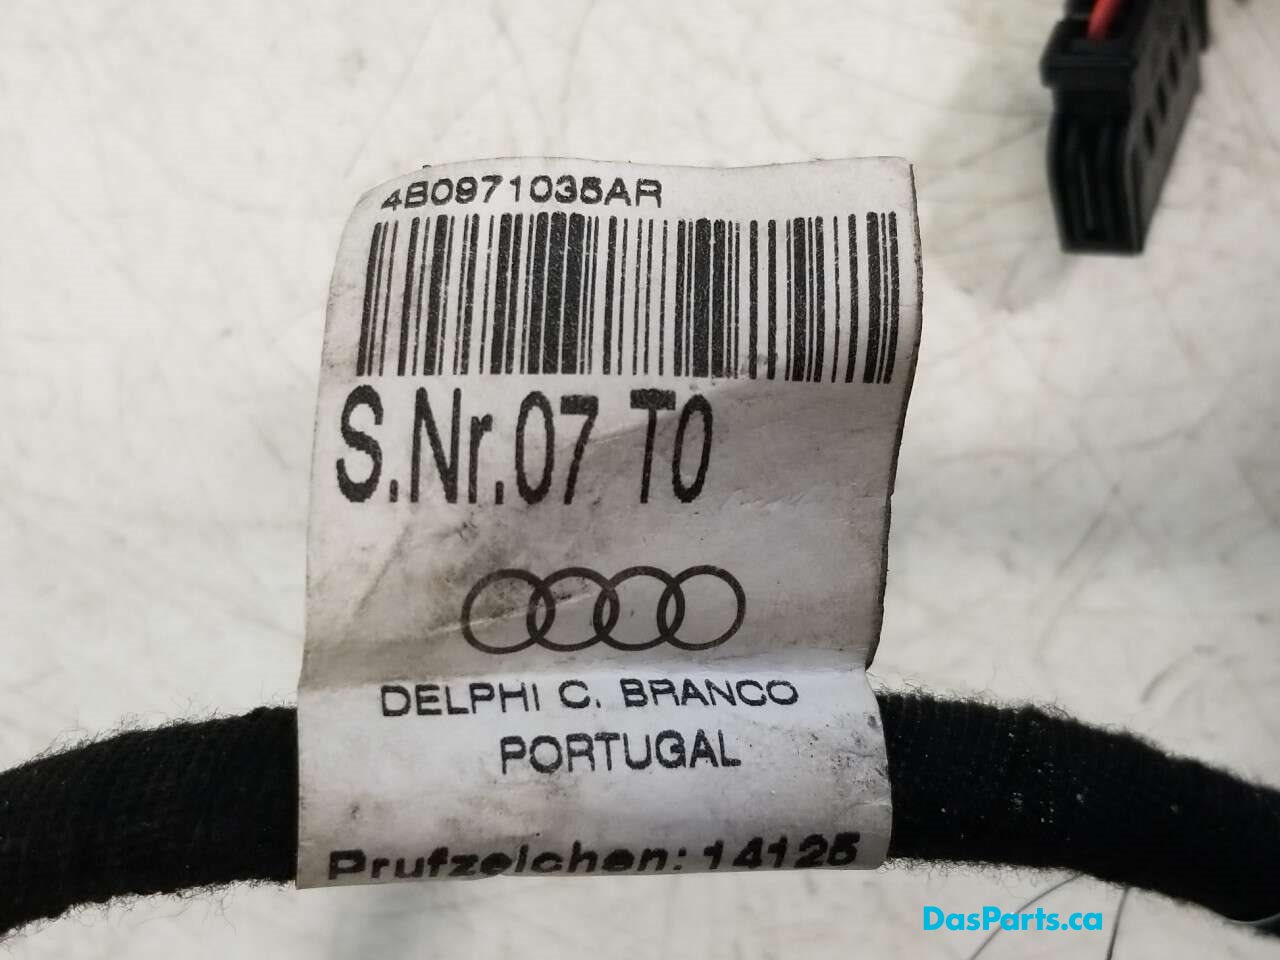 4B0971035AR
S.Nr.07 T0
DELPHI C. BRANCO
PORTUGAL
Prufzeichen: 14125
DasParts.ca